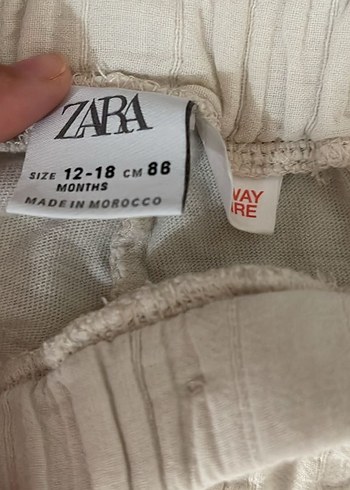 ZARA
SIZE 12-18 CM 86
MONTHS
MADE IN MOROCCO
WAY
IRE